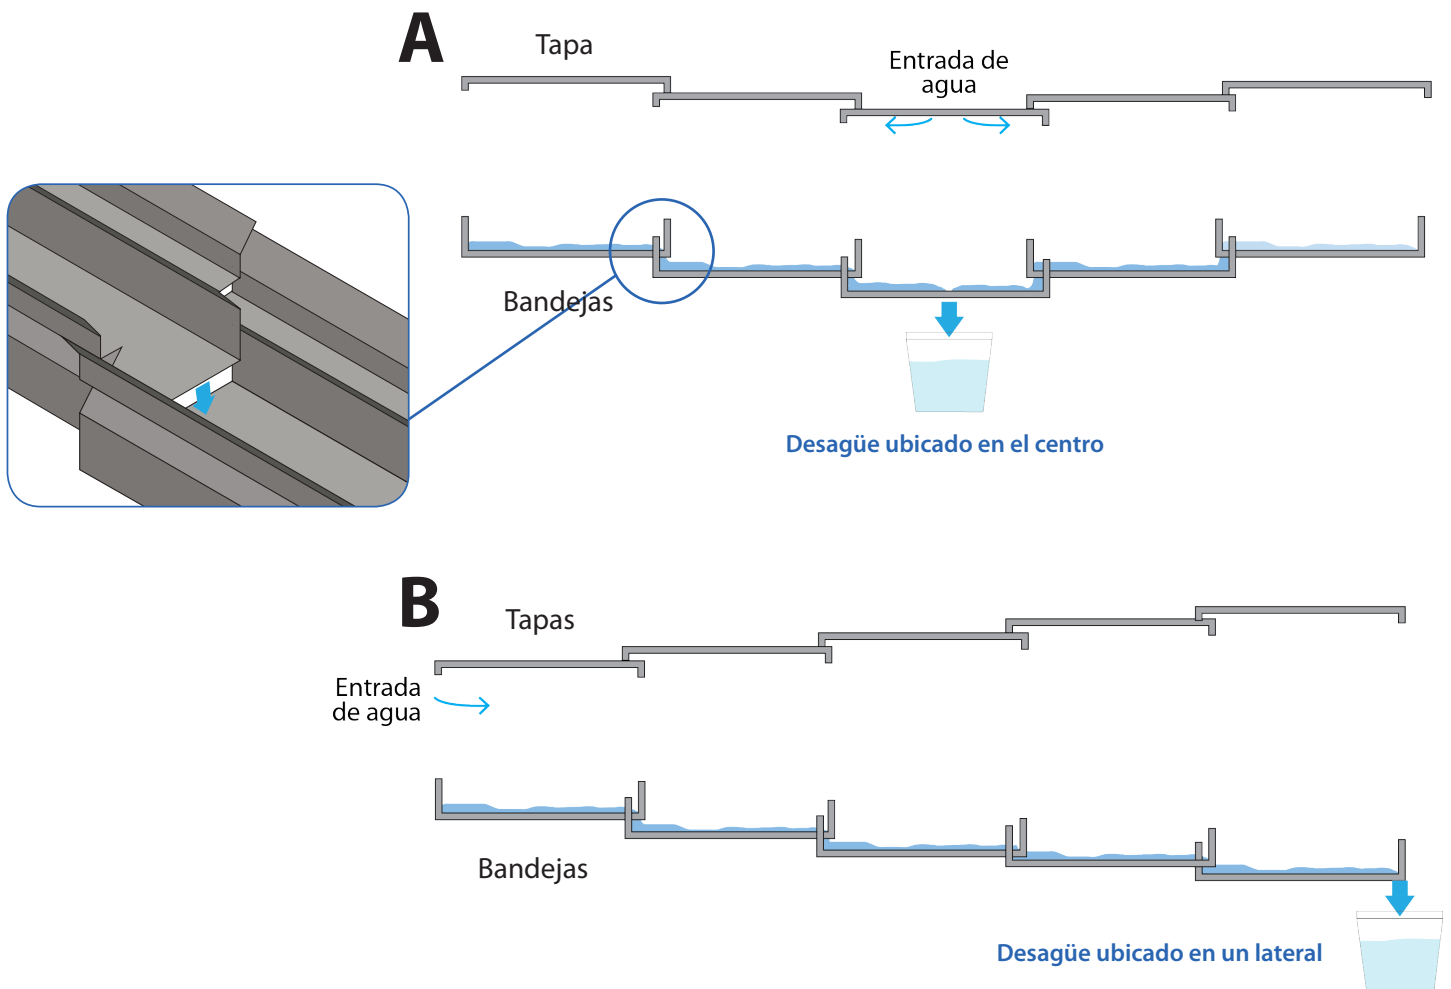 A
Tapa
Entrada de
agua
Bandejas
Desagüe ubicado en el centro
B
Tapas
Entrada
de agua
Bandejas
Desagüe ubicado en un lateral